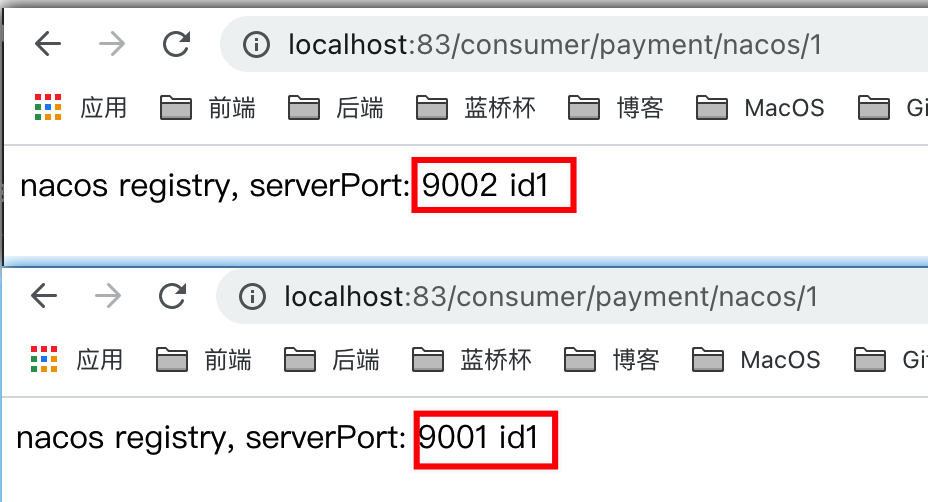 localhost:83/consumer/payment/nacos/1
应用 前端 后端 蓝桥杯 博客 MacOS Gi
nacos registry, serverPort: 9002 id1
localhost:83/consumer/payment/nacos/1
应用 前端 后端 蓝桥杯 博客 MacOS Gi
nacos registry, serverPort: 9001 id1